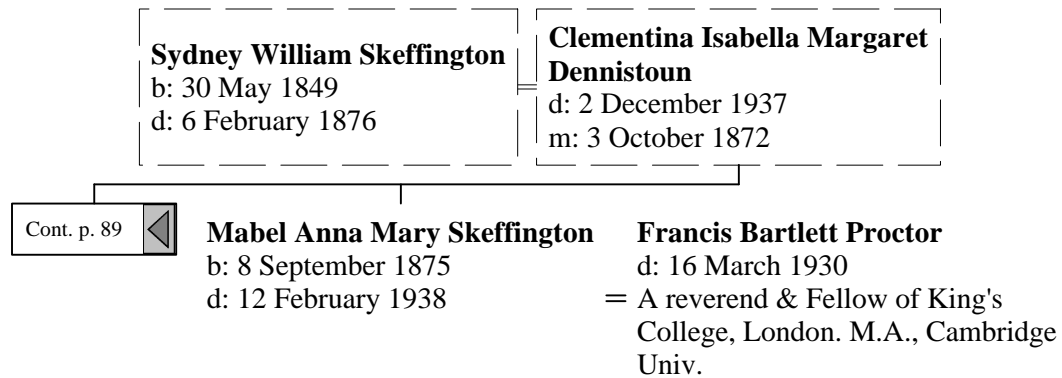 Sydney William Skeffington
b: 30 May 1849
d: 6 February 1876
=
Clementina Isabella Margaret
Dennistoun
d: 2 December 1937
m: 3 October 1872
Cont. p. 89
Mabel Anna Mary Skeffington
b: 8 September 1875
d: 12 February 1938
Francis Bartlett Proctor
d: 16 March 1930
= A reverend & Fellow of King's
College, London. M.A., Cambridge
Univ.